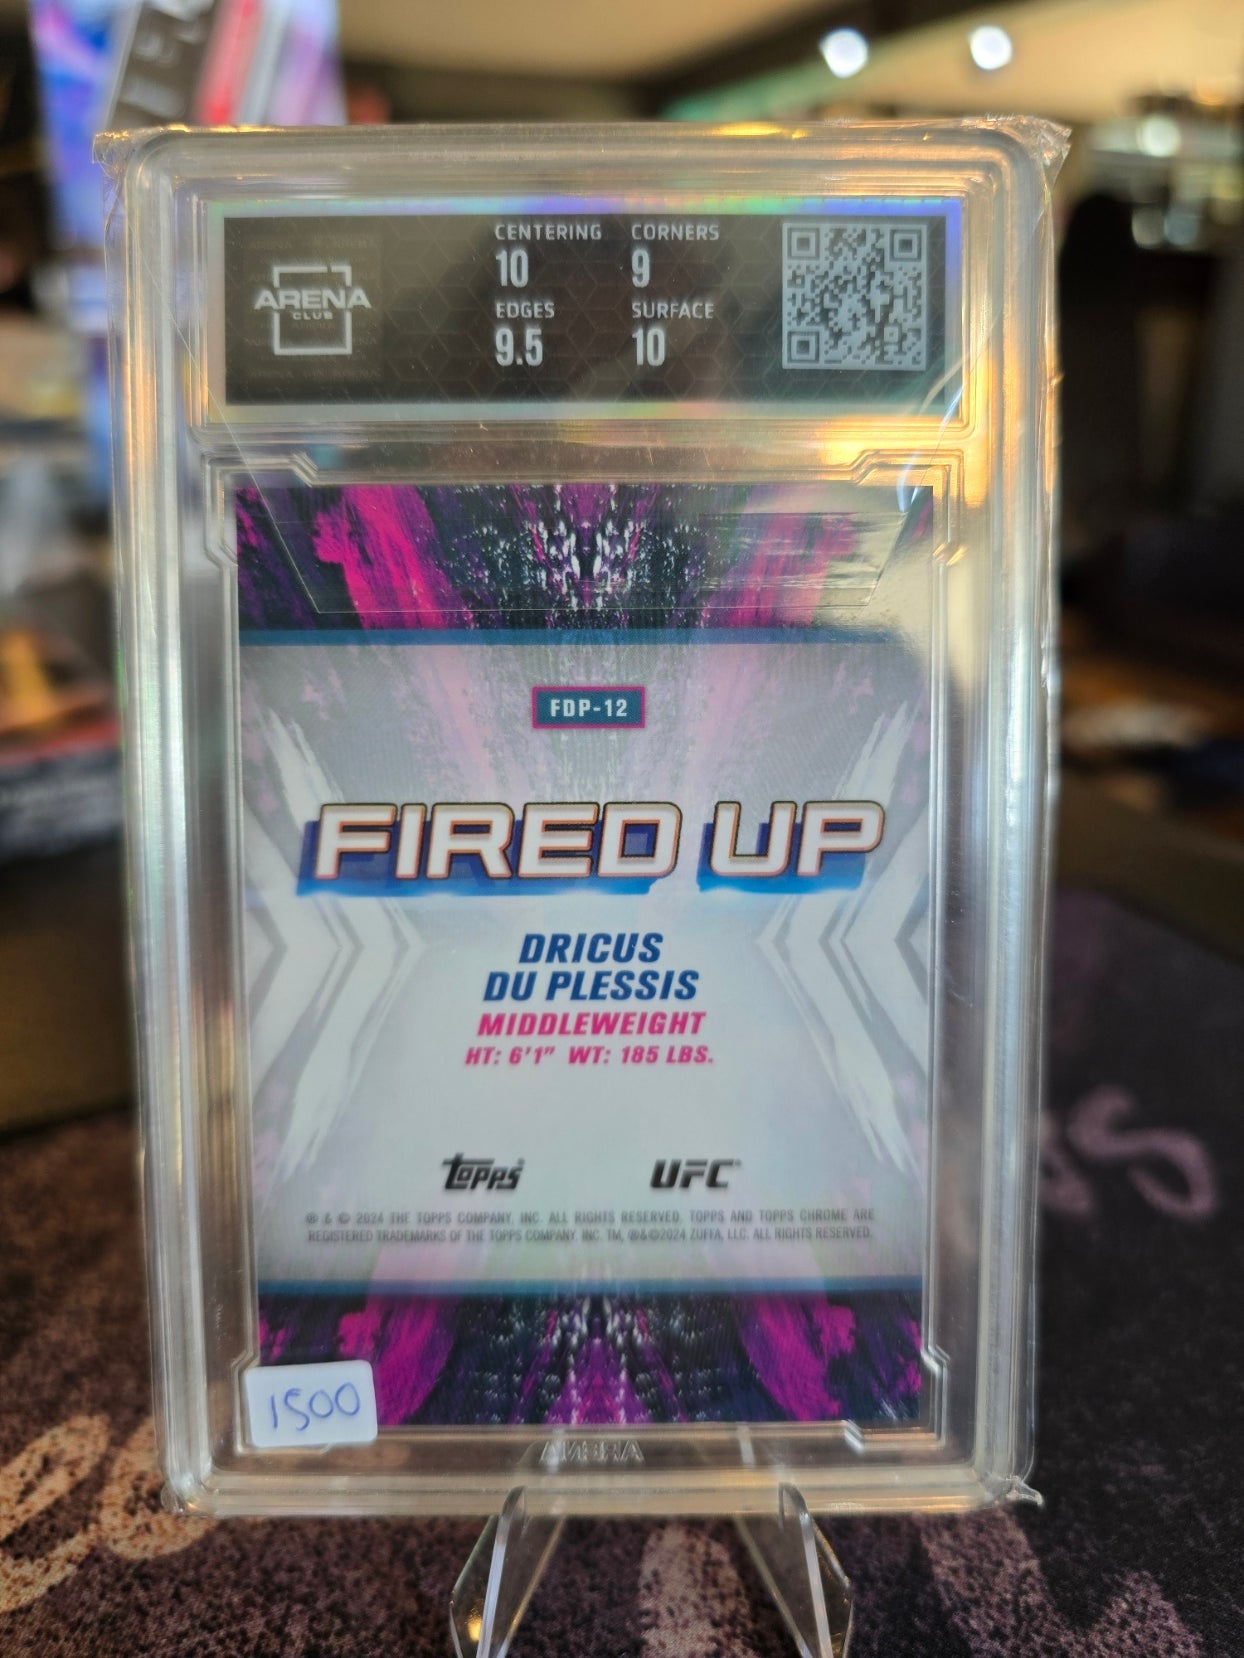 CENTERING CORNERS
10 9
EDGES SURFACE
9.5 10
ARENA
CLUB
FDP-12
FIRED UP
DRICUS
DU PLESSIS
MIDDLEWEIGHT
HT: 6'1" WT: 185 LBS.
Topps UFC
® & © 2024 THE TOPPS COMPANY, INC. ALL RIGHTS RESERVED. TOPPS AND TOPPS CHROME ARE
REGISTERED TRADEMARKS OF THE TOPPS COMPANY, INC. TM, ®&©2024 ZUFFA, LLC. ALL RIGHTS RESERVED.
1500
ARENA